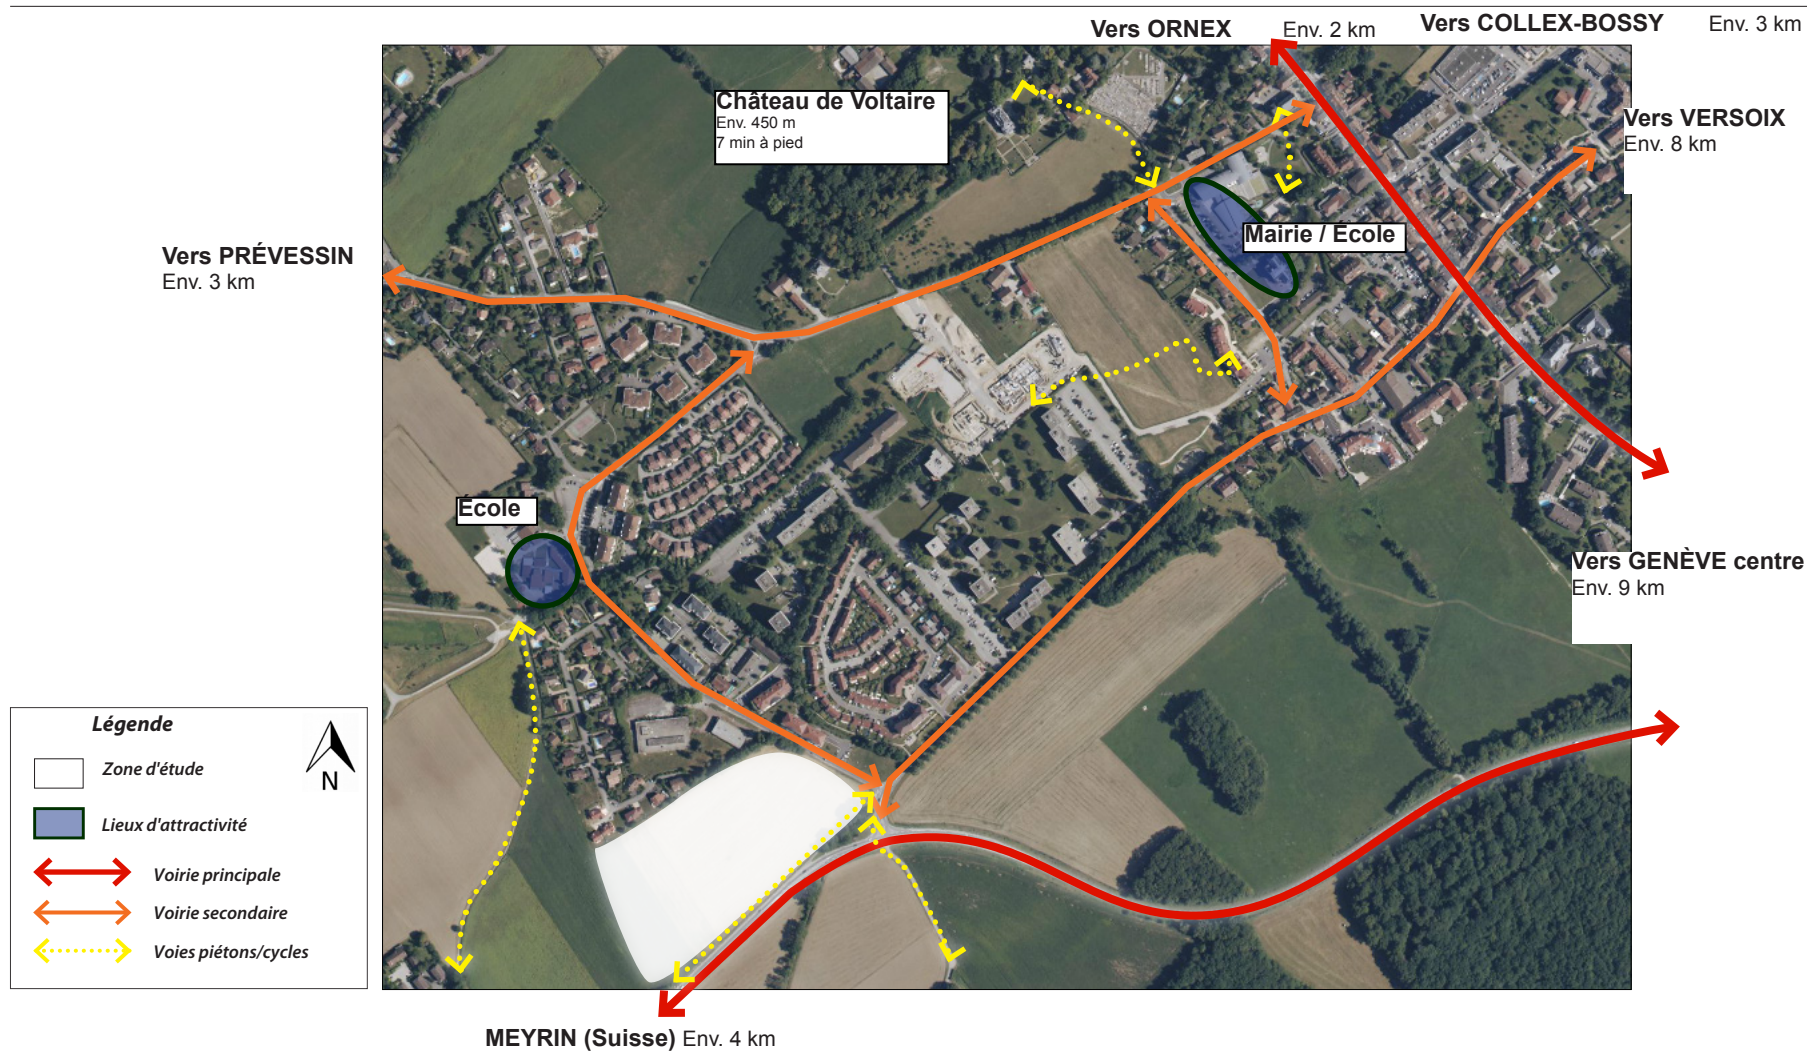 Vers ORNEX Env. 2 km
Vers COLLEX-BOSSY Env. 3 km
Château de Voltaire
Env. 450 m
7 min à pied
Vers VERSOIX
Env. 8 km
Mairie / École
Vers PRÉVESSIN
Env. 3 km
École
Vers GENÈVE centre
Env. 9 km
Légende
N
Zone d'étude
Lieux d'attractivité
Voirie principale
Voirie secondaire
Voies piétons/cycles
MEYRIN (Suisse) Env. 4 km